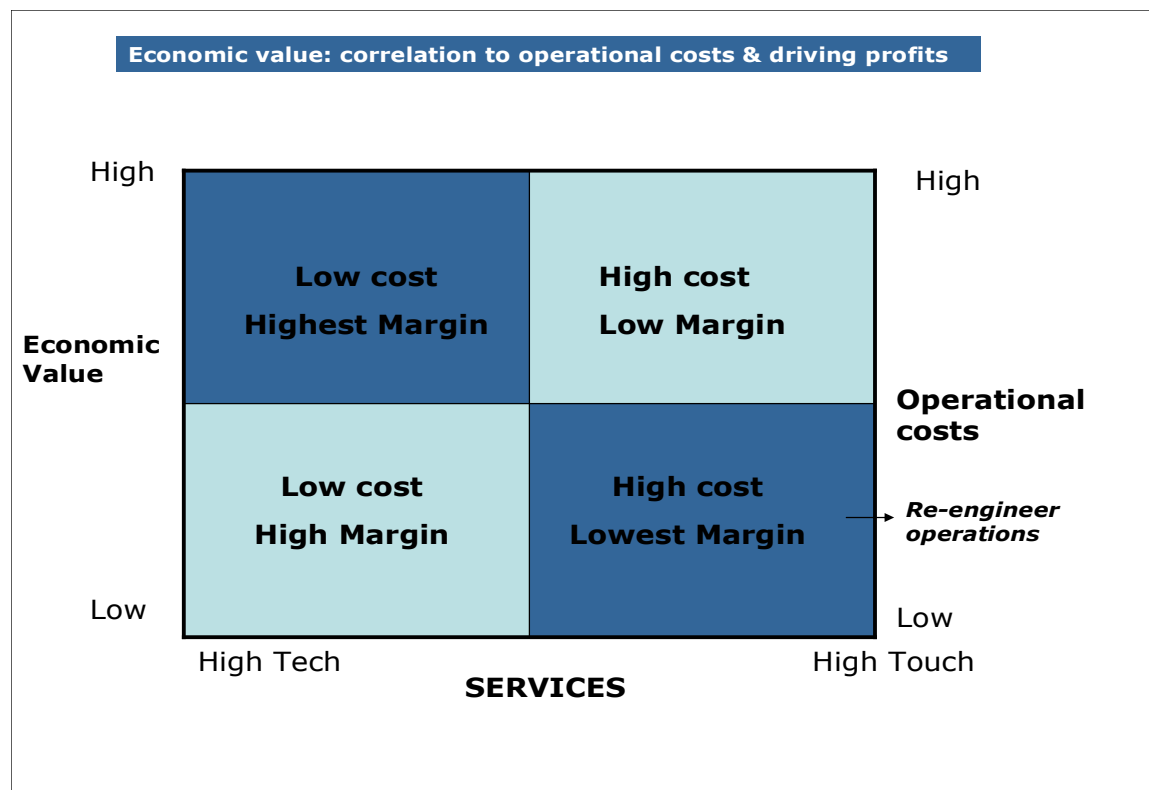 Economic value: correlation to operational costs & driving profits
High
High
Low cost
Highest Margin
High cost
Low Margin
Economic
Value
Operational
costs
Low cost
High Margin
High cost
Lowest Margin
Re-engineer
operations
Low
Low
High Tech
High Touch
SERVICES